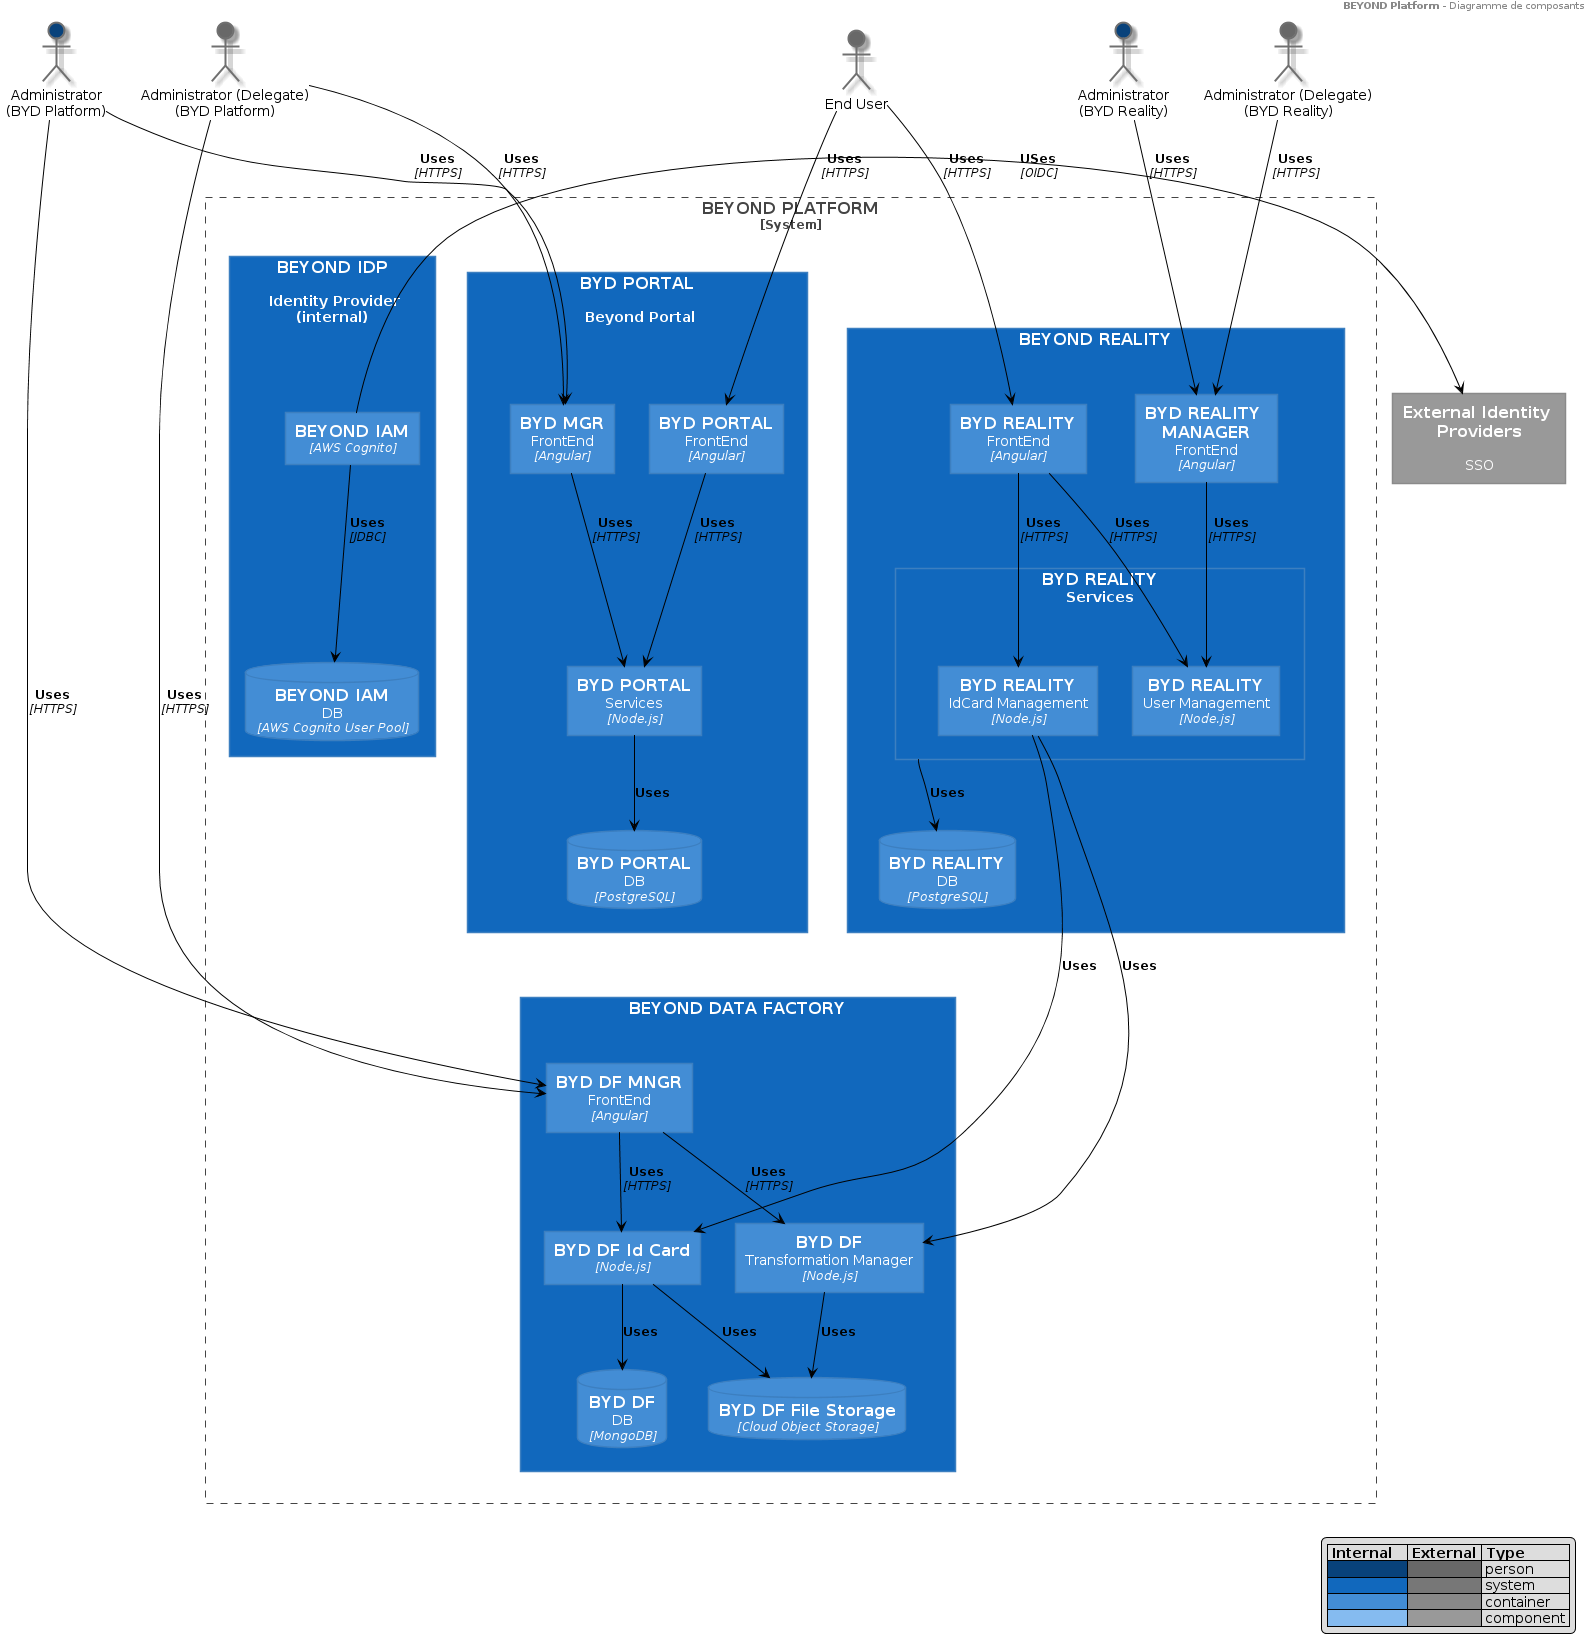 BEYOND Platform - Diagramme de composants
Administrator
(BYD Platform)
Administrator (Delegate)
(BYD Platform)
End User
Administrator
(BYD Reality)
Administrator (Delegate)
(BYD Reality)
Uses
[HTTPS]
Uses
[HTTPS]
Uses
[HTTPS]
Uses
[HTTPS]
USes
[OIDC]
Uses
[HTTPS]
Uses
[HTTPS]
BEYOND PLATFORM
[System]
BEYOND IDP
Identity Provider
(internal)
BYD PORTAL
Beyond Portal
BEYOND REALITY
BEYOND IAM
[AWS Cognito]
BYD MGR
FrontEnd
[Angular]
BYD PORTAL
FrontEnd
[Angular]
BYD REALITY
FrontEnd
[Angular]
BYD REALITY
MANAGER
FrontEnd
[Angular]
External Identity
Providers
SSO
Uses
[JDBC]
Uses
[HTTPS]
Uses
[HTTPS]
Uses
[HTTPS]
Uses
[HTTPS]
Uses
[HTTPS]
BYD REALITY
Services
Uses
[HTTPS]
Uses
[HTTPS]
BEYOND IAM
DB
[AWS Cognito User Pool]
BYD PORTAL
Services
[Node.js]
BYD REALITY
IdCard Management
[Node.js]
BYD REALITY
User Management
[Node.js]
Uses
Uses
BYD PORTAL
DB
[PostgreSQL]
BYD REALITY
DB
[PostgreSQL]
Uses
Uses
BEYOND DATA FACTORY
BYD DF MNGR
FrontEnd
[Angular]
Uses
[HTTPS]
Uses
[HTTPS]
BYD DF Id Card
[Node.js]
BYD DF
Transformation Manager
[Node.js]
Uses
Uses
Uses
BYD DF
DB
[MongoDB]
BYD DF File Storage
[Cloud Object Storage]
Internal External Type
person
system
container
component